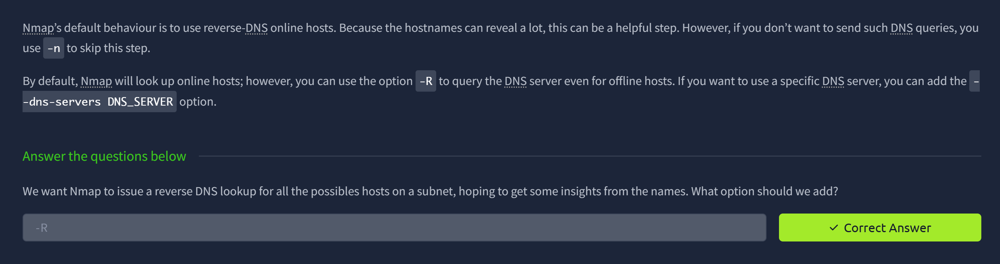 Nmap’s default behaviour is to use reverse-DNS online hosts. Because the hostnames can reveal a lot, this can be a helpful step. However, if you don’t want to send such DNS queries, you
use -n to skip this step.
By default, Nmap will look up online hosts; however, you can use the option -R to query the DNS server even for offline hosts. If you want to use a specific DNS server, you can add the -
-dns-servers DNS_SERVER option.
Answer the questions below
We want Nmap to issue a reverse DNS lookup for all the possibles hosts on a subnet, hoping to get some insights from the names. What option should we add?
-R
✓ Correct Answer